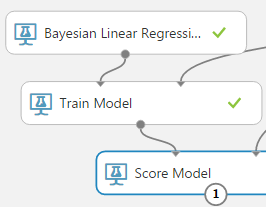 Bayesian Linear Regressi...
Train Model
Score Model
1